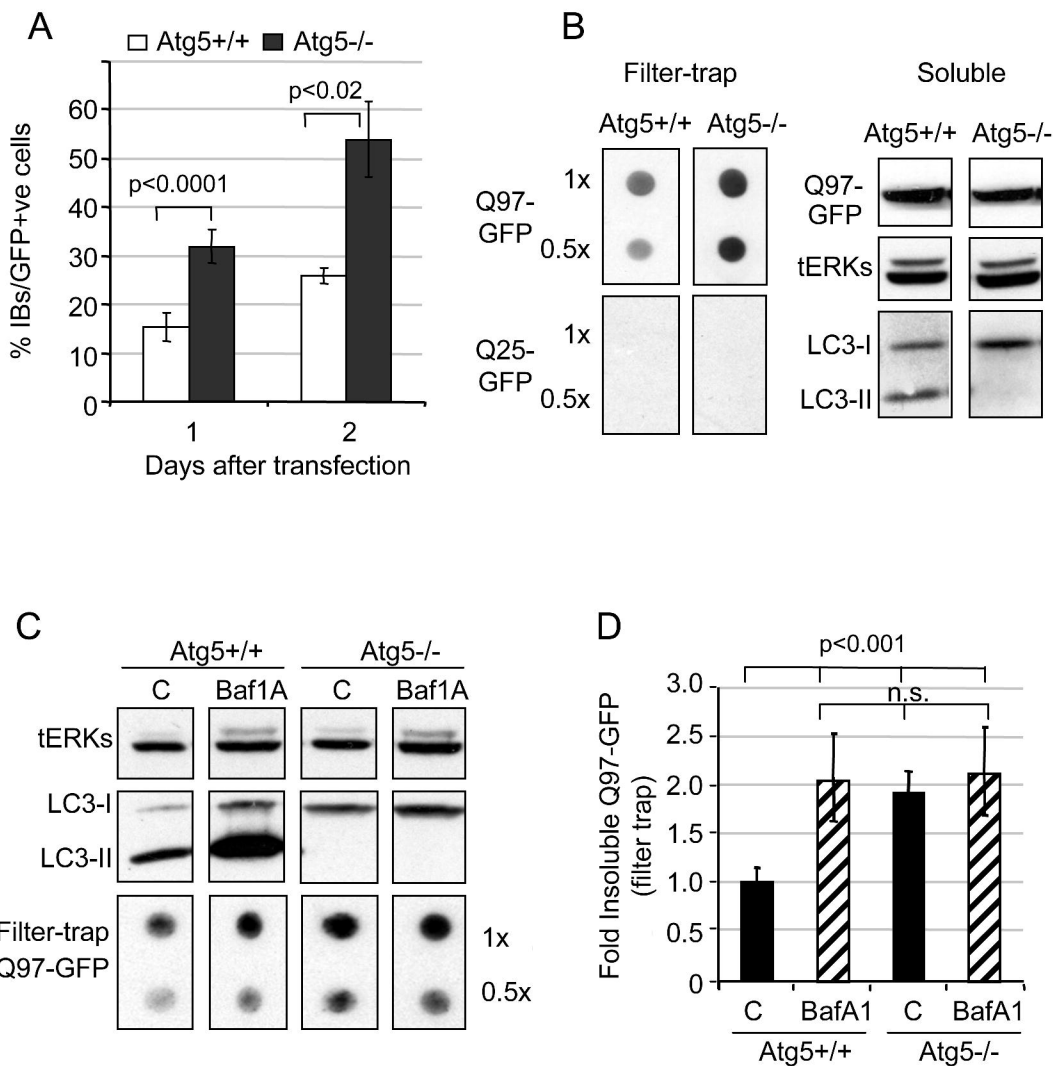 A
Atg5+/+ Atg5-/-
% IBs/GFP+ve cells
60
50
40
30
20
10
0
p<0.0001
p<0.02
1 2
Days after transfection
B
Filter-trap Soluble
Atg5+/+ Atg5-/- Atg5+/+ Atg5-/-
Q97-
GFP
1x
0.5x
Q25-
GFP
1x
0.5x
Q97-
GFP
tERKs
LC3-I
LC3-II
C
Atg5+/+ Atg5-/-
C Baf1A C Baf1A
tERKs
LC3-I
LC3-II
Filter-trap
Q97-GFP
1x
0.5x
D
p<0.001
n.s.
Fold Insoluble Q97-GFP
(filter trap)
3.0
2.5
2.0
1.5
1.0
0.5
0
C BafA1 C BafA1
Atg5+/+ Atg5-/-